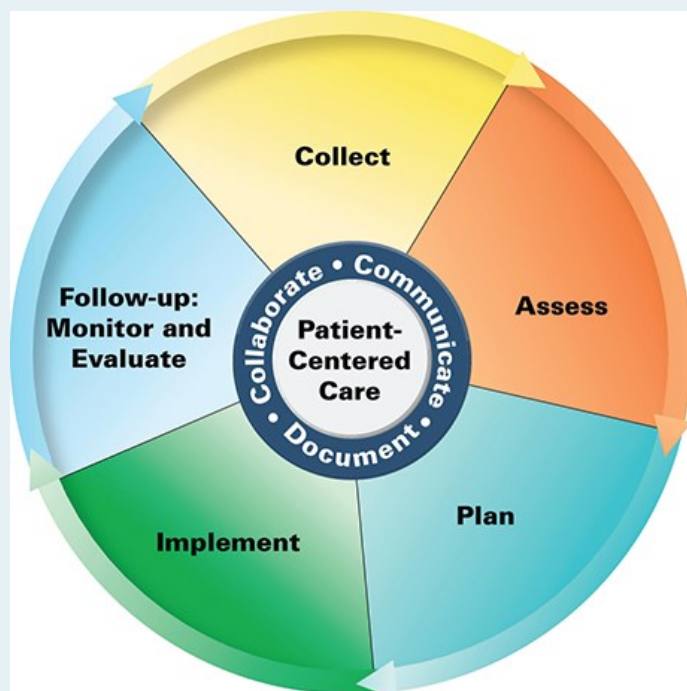 Collect
Assess
Plan
Implement
Follow-up:
Monitor and
Evaluate
Collaborate • Communicate • Document •
Patient-
Centered
Care